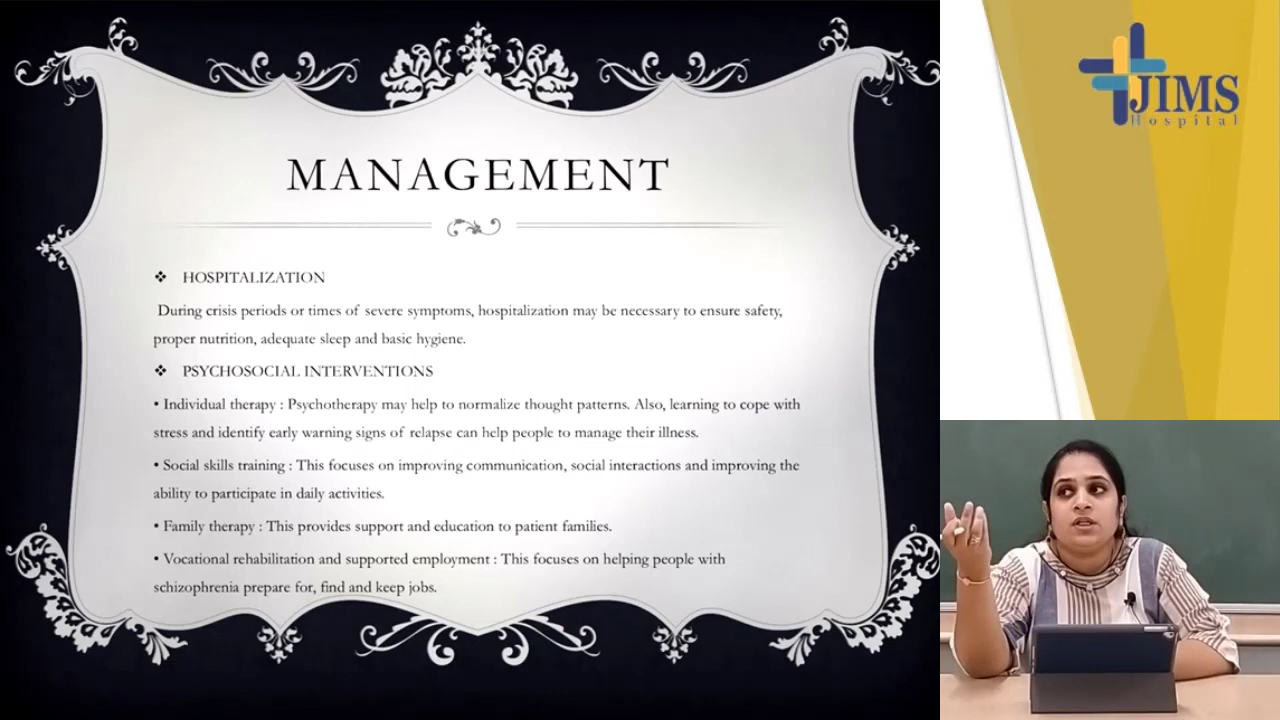 MANAGEMENT
❖ HOSPITALIZATION
During crisis periods or times of severe symptoms, hospitalization may be necessary to ensure safety,
proper nutrition, adequate sleep and basic hygiene.
❖ PSYCHOSOCIAL INTERVENTIONS
• Individual therapy : Psychotherapy may help to normalize thought patterns. Also, learning to cope with
stress and identify early warning signs of relapse can help people to manage their illness.
• Social skills training : This focuses on improving communication, social interactions and improving the
ability to participate in daily activities.
• Family therapy : This provides support and education to patient families.
• Vocational rehabilitation and supported employment : This focuses on helping people with
schizophrenia prepare for, find and keep jobs.
JIMS
Hospital